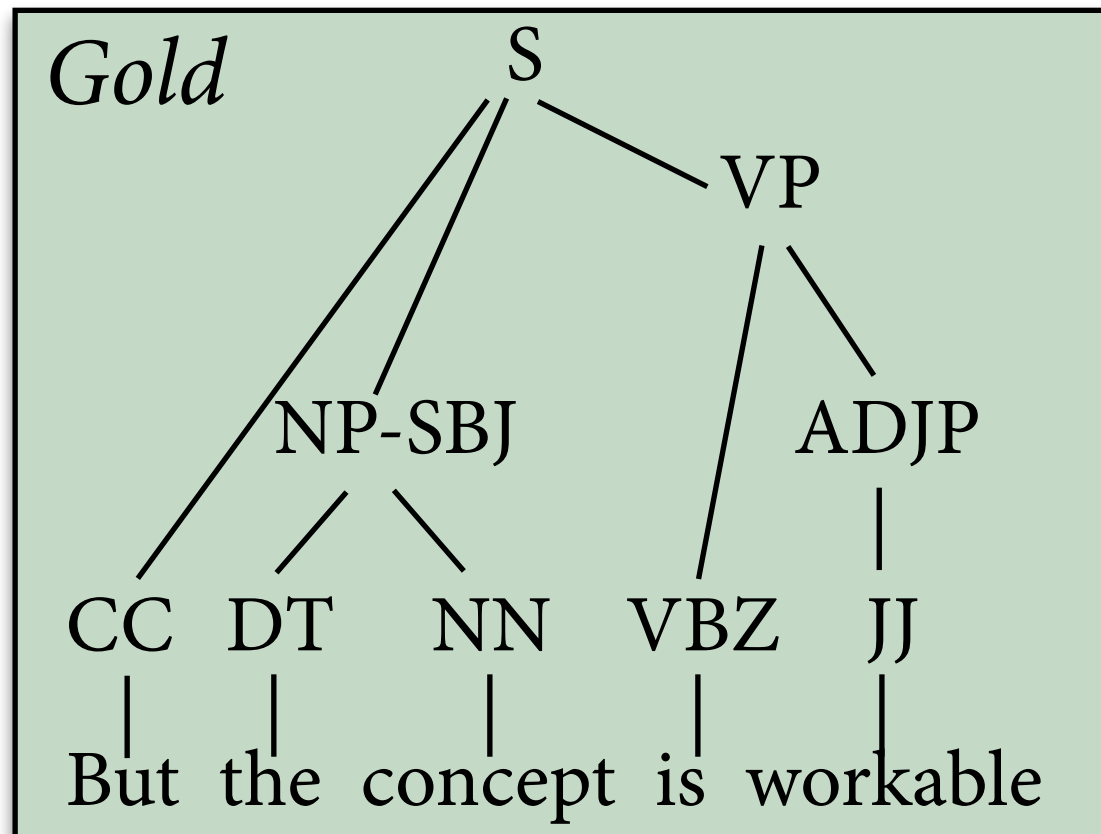 Gold
S
VP
NP-SBJ ADJP
CC DT NN VBZ JJ
But the concept is workable